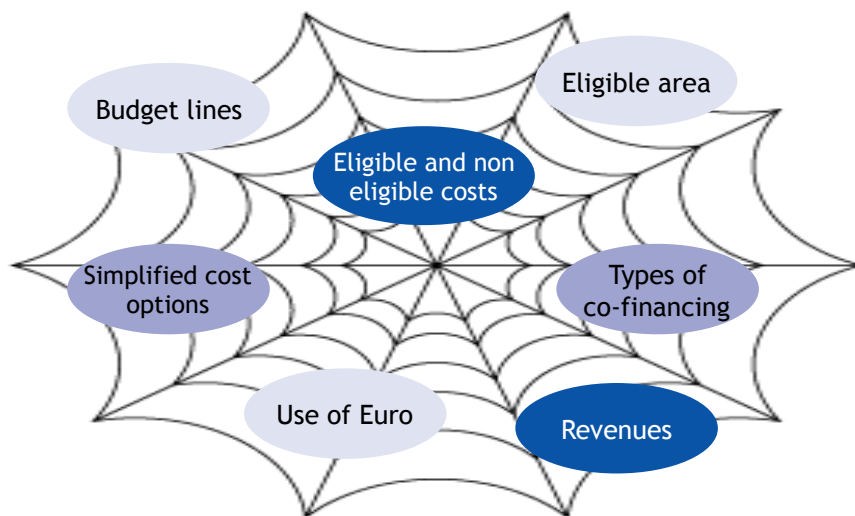 Eligible area
Budget lines
Eligible and non
eligible costs
Simplified cost
options
Types of
co-financing
Use of Euro
Revenues